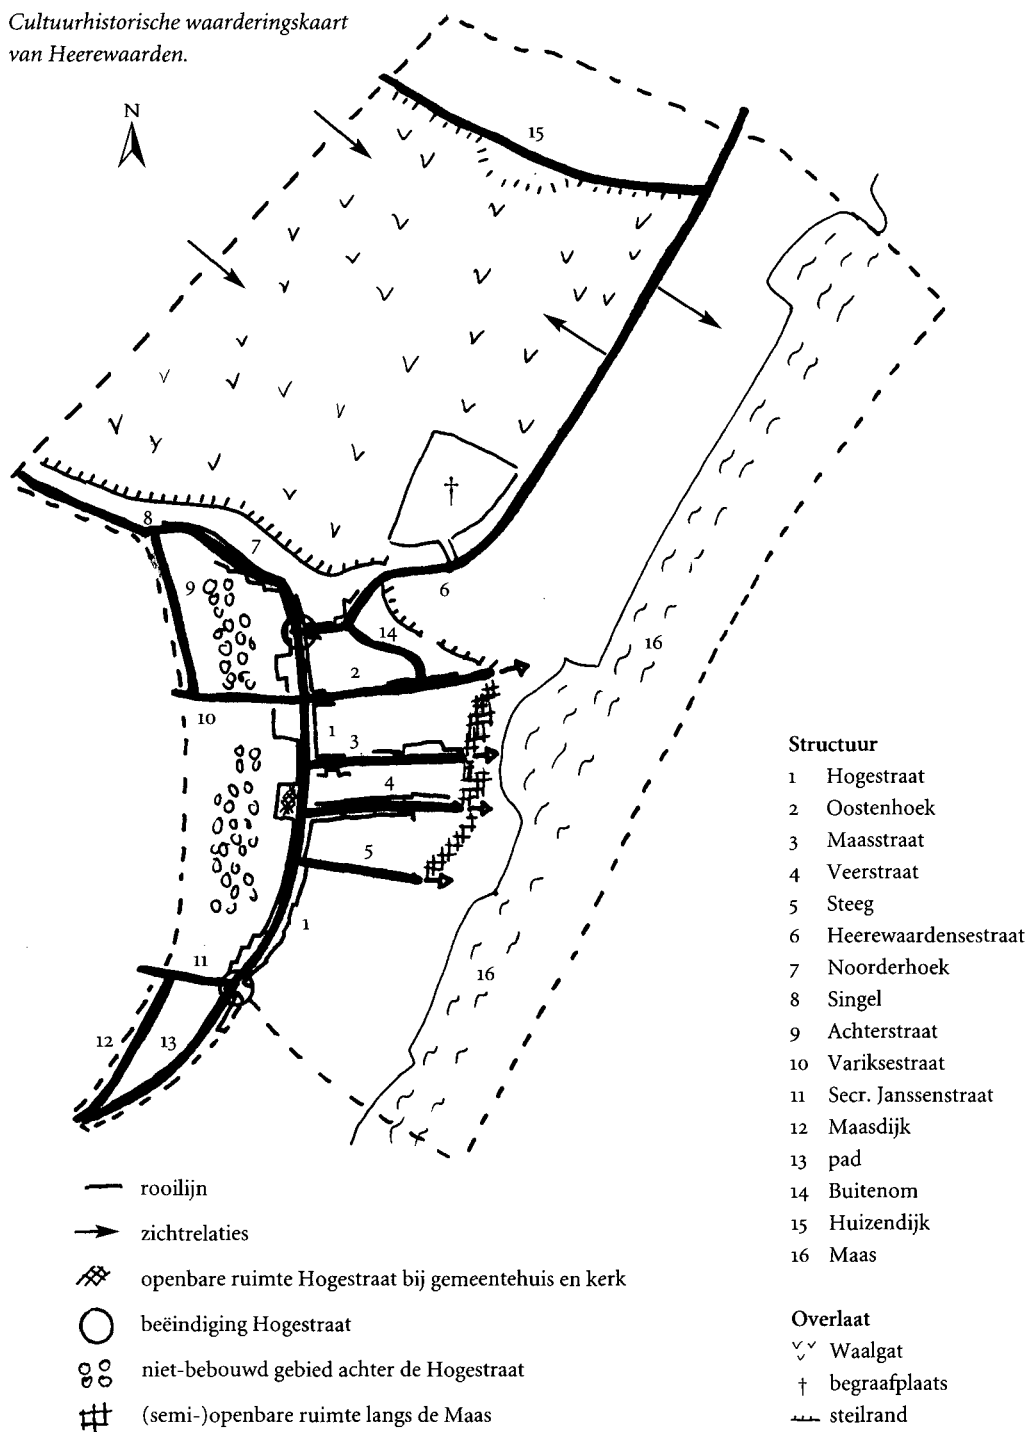 Cultuurhistorische waarderingskaart
van Heerewaarden.
N
15
8
7
9
6
14
2
16
10
1
3
4
5
1
11
16
12
13
Structuur
1 Hogestraat
2 Oostenhoek
3 Maasstraat
4 Veerstraat
5 Steeg
6 Heerewaardensestraat
7 Noorderhoek
8 Singel
9 Achterstraat
10 Variksestraat
11 Secr. Janssenstraat
12 Maasdijk
13 pad
14 Buitenom
15 Huizendijk
16 Maas
rooilijn
zichtrelaties
openbare ruimte Hogestraat bij gemeentehuis en kerk
beëindiging Hogestraat
niet-bebouwd gebied achter de Hogestraat
(semi-)openbare ruimte langs de Maas
Overlaat
Waalgat
† begraafplaats
steilrand